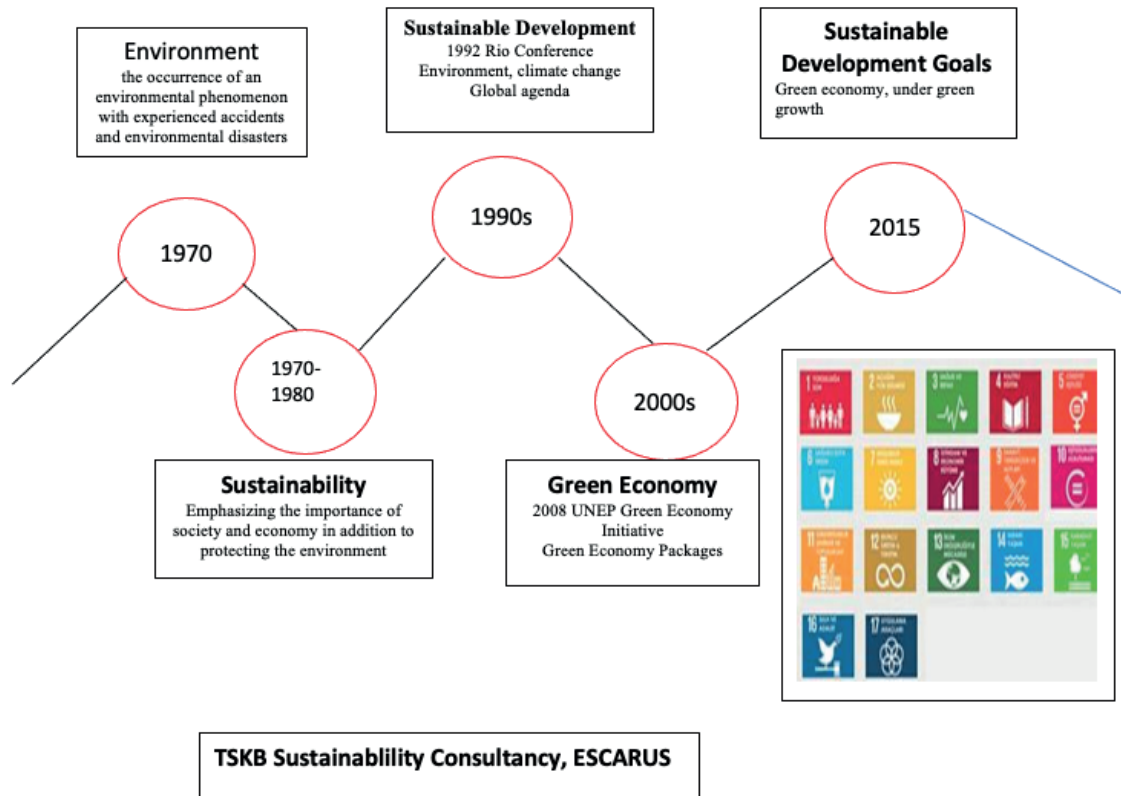 Environment
the occurrence of an
environmental phenomenon
with experienced accidents
and environmental disasters
Sustainable Development
1992 Rio Conference
Environment, climate change
Global agenda
Sustainable
Development Goals
Green economy, under green
growth
1970
1990s
2015
1970-
1980
2000s
Sustainability
Emphasizing the importance of
society and economy in addition to
protecting the environment
Green Economy
2008 UNEP Green Economy
Initiative
Green Economy Packages
1
2
3
4
5
6
7
8
9
10
11
12
13
14
15
16
17
TSKB Sustainablility Consultancy, ESCARUS